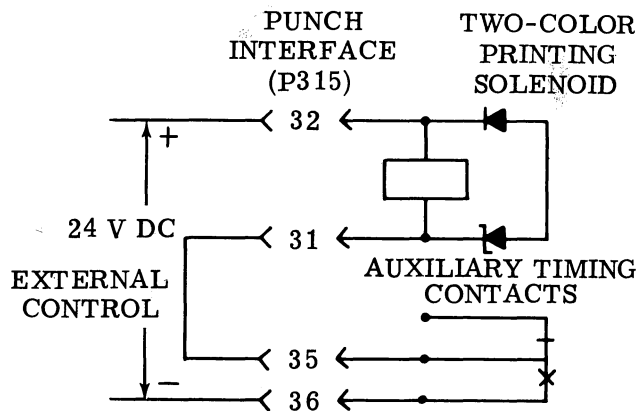 PUNCH
INTERFACE
(P315)
TWO-COLOR
PRINTING
SOLENOID
32
+
24 V DC
31
EXTERNAL
CONTROL
AUXILIARY TIMING
CONTACTS
35
−
36